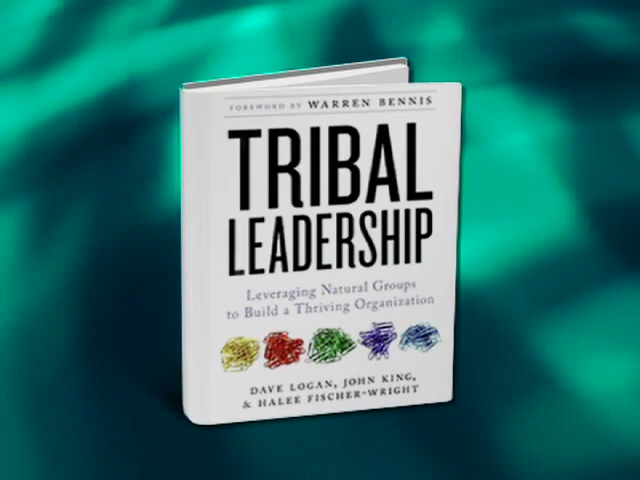 FOREWORD BY WARREN BENNIS
TRIBAL
LEADERSHIP
Leveraging Natural Groups
to Build a Thriving Organization
DAVE LOGAN, JOHN KING,
& HALEE FISCHER-WRIGHT